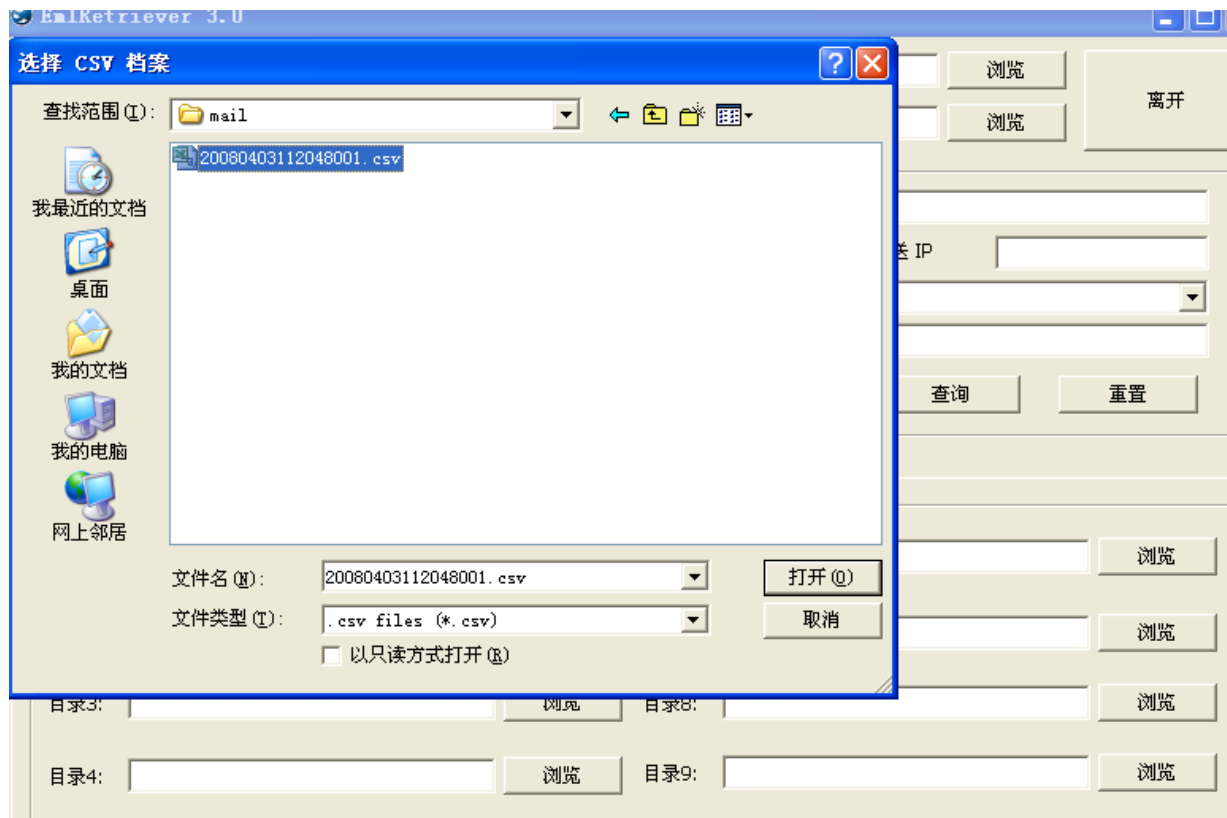 EmlRetriever 3.0
选择 CSV 档案
浏览
离开
查找范围(I):
mail
浏览
20080403112048001.csv
我最近的文档
送 IP
桌面
我的文档
查询
重置
我的电脑
网上邻居
浏览
文件名(N):
20080403112048001.csv
打开(O)
文件类型(T):
.csv files (*.csv)
取消
浏览
以只读方式打开(R)
目录3:
浏览
目录8:
浏览
目录4:
浏览
目录9:
浏览